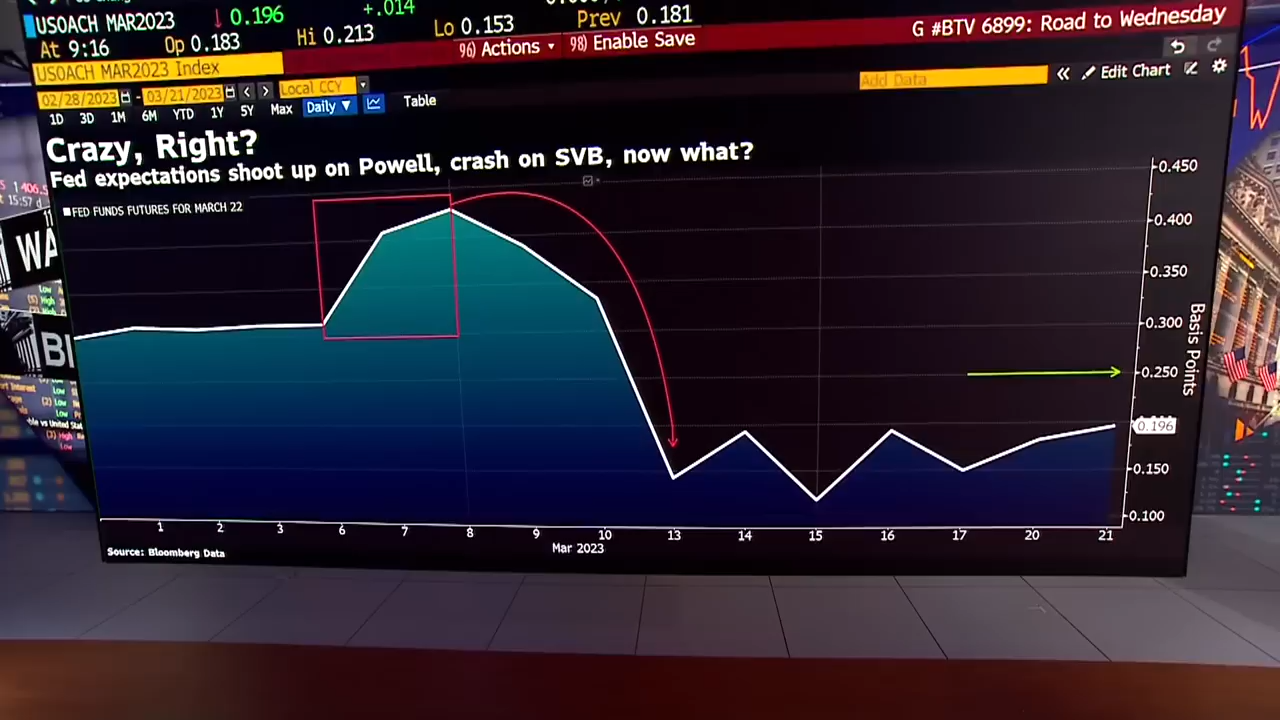 USOACH MAR2023 ↓ 0.196 +.014
At 9:16 Op 0.183 Hi 0.213 Lo 0.153 Prev 0.181
USOACH MAR2023 Index 96) Actions ▾ 98) Enable Save G #BTV 6899: Road to Wednesday
02/28/2023 - 03/21/2023 < > Local CCY Add Data « Edit Chart
1D 3D 1M 6M YTD 1Y 5Y Max Daily ▼ Table
Crazy, Right?
Fed expectations shoot up on Powell, crash on SVB, now what?
FED FUNDS FUTURES FOR MARCH 22
0.450
0.400
0.350
0.300
0.250
0.196
0.150
0.100
Basis Points
1 2 3 6 7 8 9 10 13 14 15 16 17 20 21
Mar 2023
Source: Bloomberg Data
WA
BI